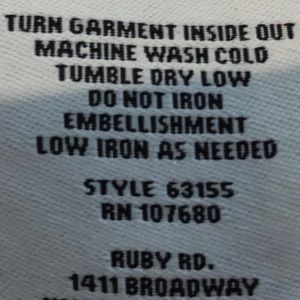 TURN GARMENT INSIDE OUT
MACHINE WASH COLD
TUMBLE DRY LOW
DO NOT IRON
EMBELLISHMENT
LOW IRON AS NEEDED
STYLE 63155
RN 107680
RUBY RD.
1411 BROADWAY